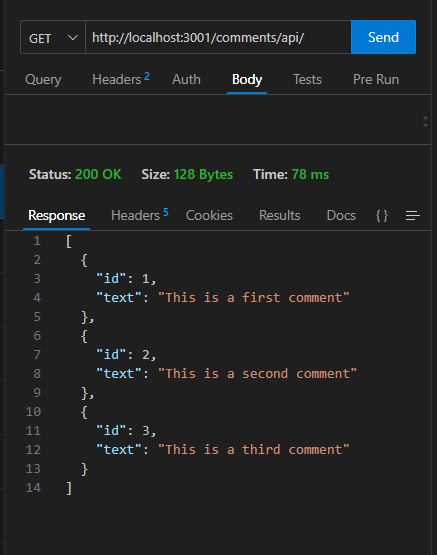 GET http://localhost:3001/comments/api/ Send
Query Headers 2 Auth Body Tests Pre Run
Status: 200 OK Size: 128 Bytes Time: 78 ms
Response Headers 5 Cookies Results Docs { }
1 [
2 {
3 "id": 1,
4 "text": "This is a first comment"
5 },
6 {
7 "id": 2,
8 "text": "This is a second comment"
9 },
10 {
11 "id": 3,
12 "text": "This is a third comment"
13 }
14 ]